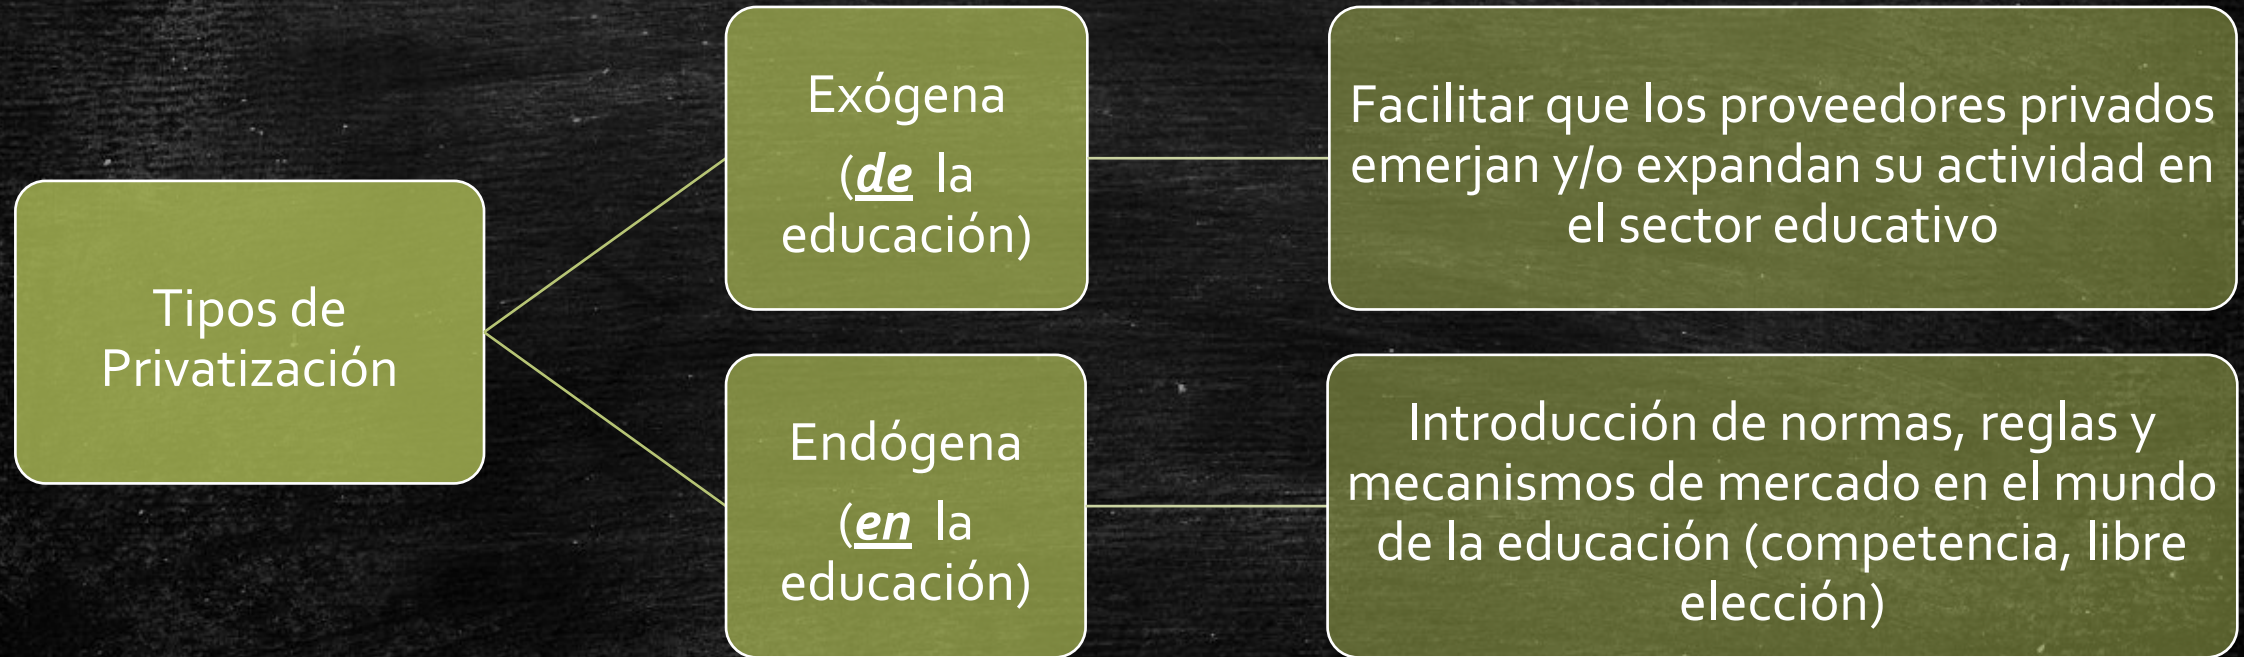 Tipos de
Privatización
Exógena
(de la
educación)
Facilitar que los proveedores privados
emerjan y/o expandan su actividad en
el sector educativo
Endógena
(en la
educación)
Introducción de normas, reglas y
mecanismos de mercado en el mundo
de la educación (competencia, libre
elección)